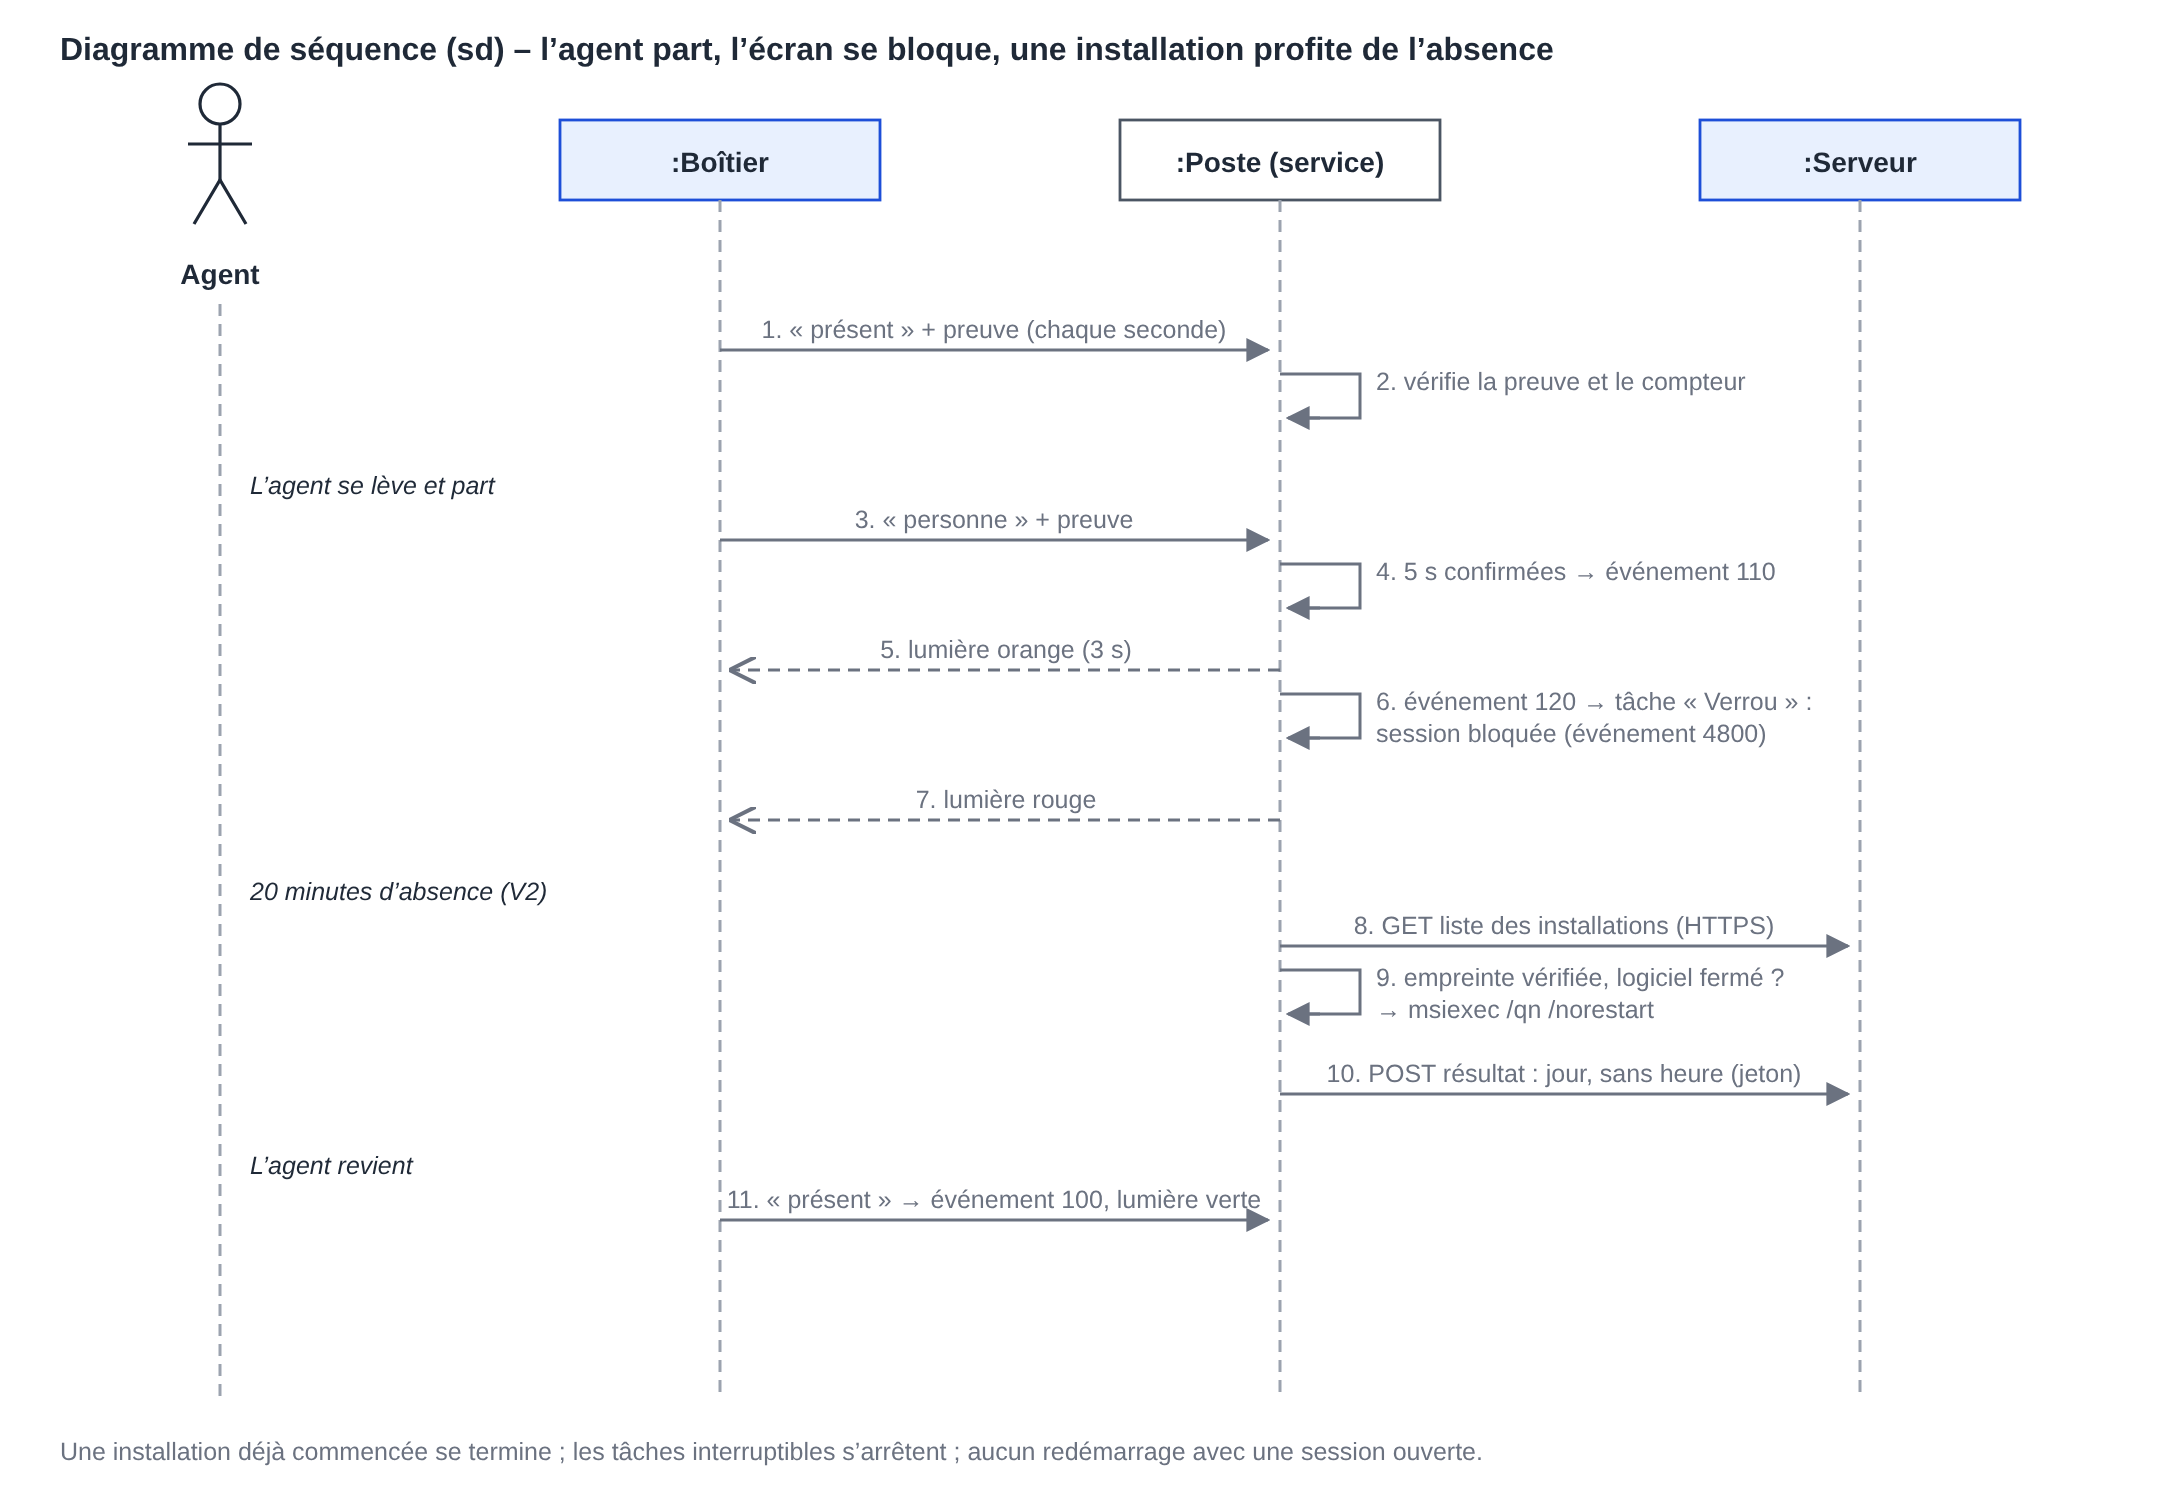 Diagramme de séquence (sd) – l’agent part, l’écran se bloque, une installation profite de l’absence
:Boîtier
:Poste (service)
:Serveur
Agent
1. « présent » + preuve (chaque seconde)
2. vérifie la preuve et le compteur
L’agent se lève et part
3. « personne » + preuve
4. 5 s confirmées → événement 110
5. lumière orange (3 s)
6. événement 120 → tâche « Verrou » :
session bloquée (événement 4800)
7. lumière rouge
20 minutes d’absence (V2)
8. GET liste des installations (HTTPS)
9. empreinte vérifiée, logiciel fermé ?
→ msiexec /qn /norestart
10. POST résultat : jour, sans heure (jeton)
L’agent revient
11. « présent » → événement 100, lumière verte
Une installation déjà commencée se termine ; les tâches interruptibles s’arrêtent ; aucun redémarrage avec une session ouverte.